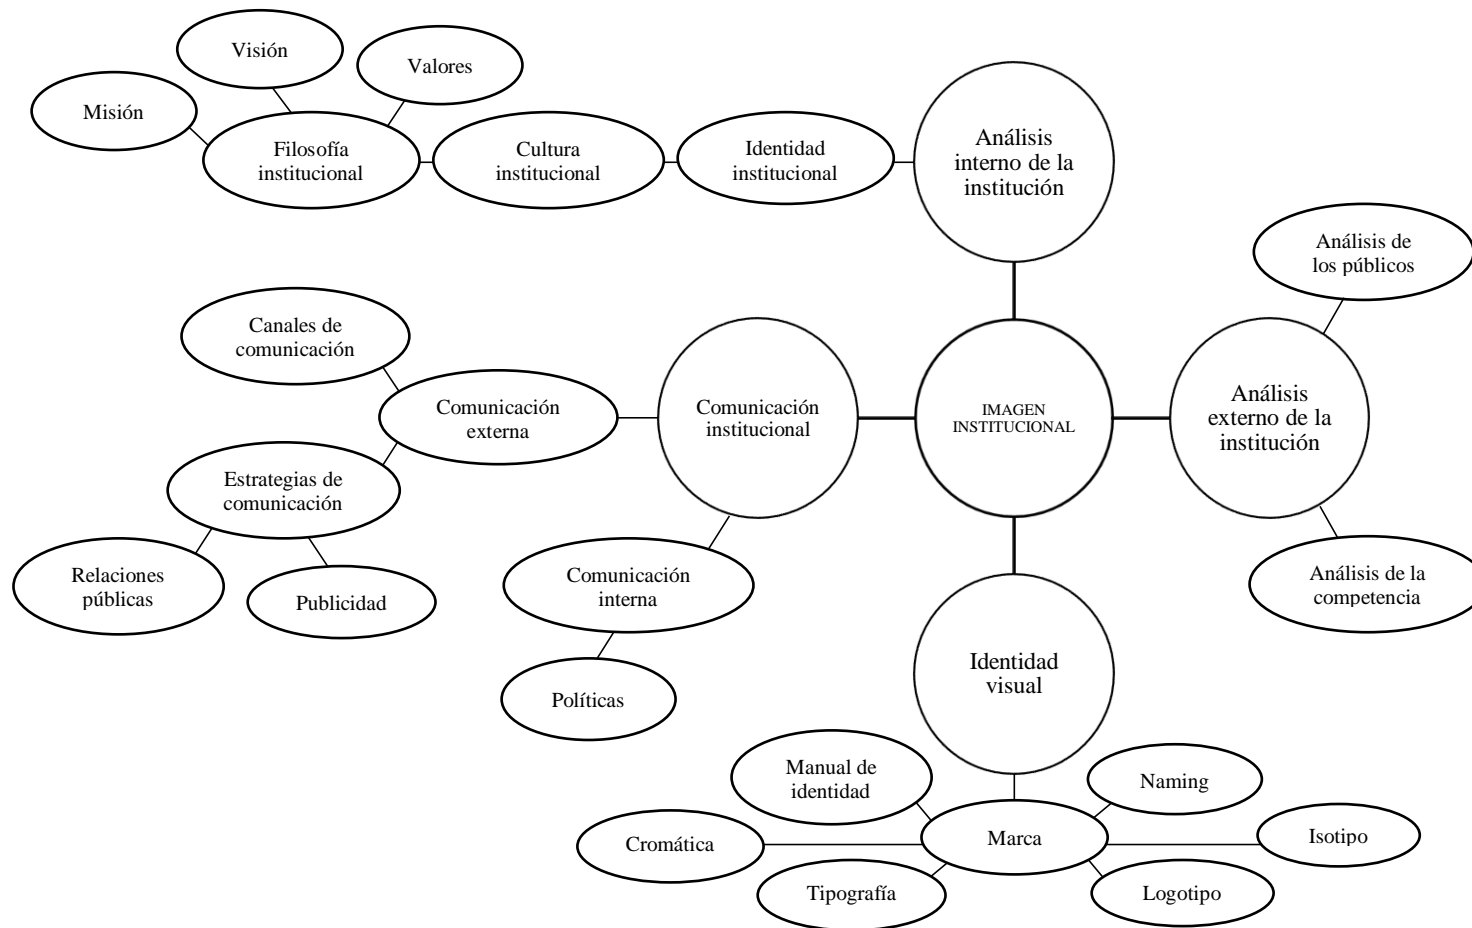 Visión
Valores
Misión
Filosofía
institucional
Cultura
institucional
Identidad
institucional
Análisis
interno de la
institución
Análisis de
los públicos
Canales de
comunicación
Comunicación
externa
Comunicación
institucional
IMAGEN
INSTITUCIONAL
Análisis
externo de la
institución
Estrategias de
comunicación
Relaciones
públicas
Publicidad
Comunicación
interna
Políticas
Análisis de la
competencia
Identidad
visual
Manual de
identidad
Naming
Cromática
Marca
Isotipo
Tipografía
Logotipo